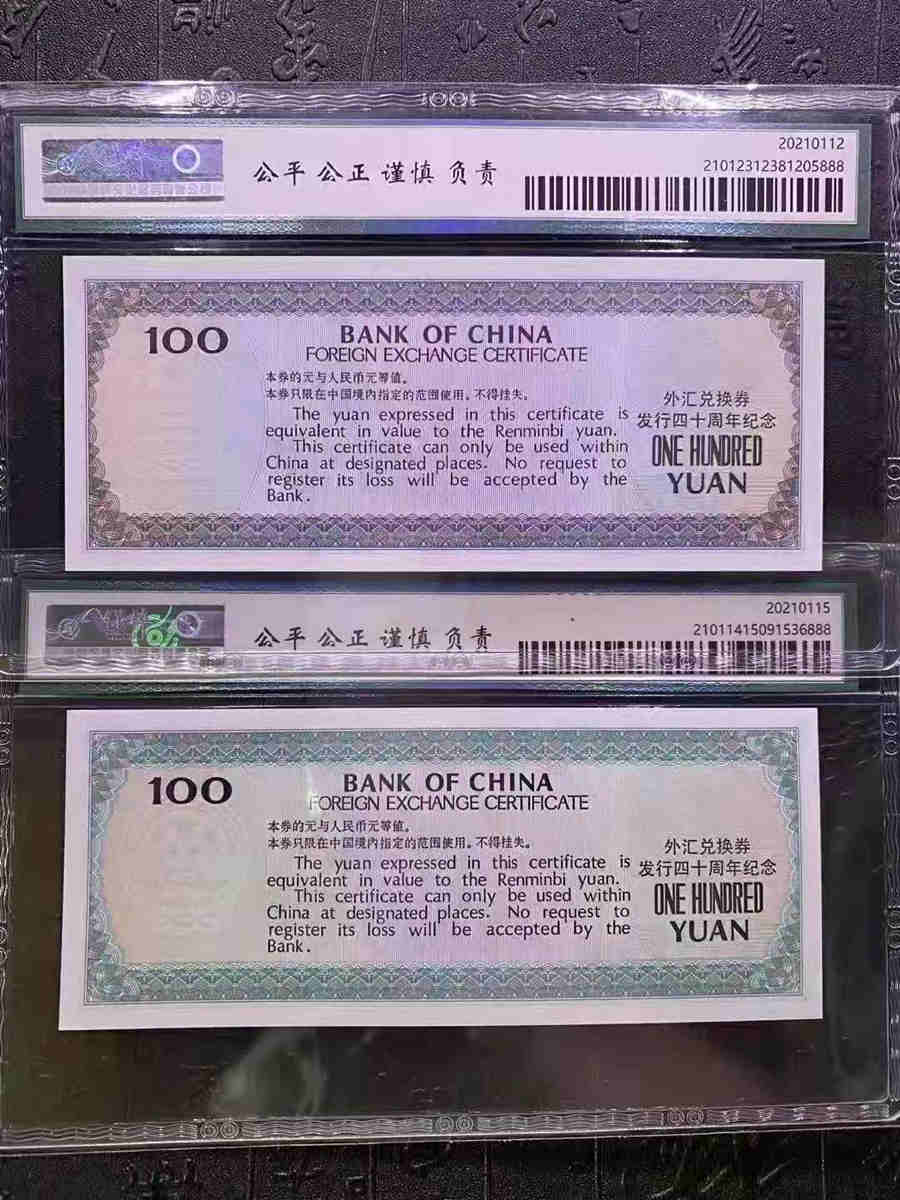 20210112
21012312381205888
公平 公正 谨慎 负责
100
BANK OF CHINA
FOREIGN EXCHANGE CERTIFICATE
本券的元与人民币元等值。
本券只限在中国境内指定的范围使用。不得挂失。
The yuan expressed in this certificate is
equivalent in value to the Renminbi yuan.
This certificate can only be used within
China at designated places. No request to
register its loss will be accepted by the
Bank.
外汇兑换券
发行四十周年纪念
ONE HUNDRED
YUAN
20210115
21011415091536888
公平 公正 谨慎 负责
100
BANK OF CHINA
FOREIGN EXCHANGE CERTIFICATE
本券的元与人民币元等值。
本券只限在中国境内指定的范围使用。不得挂失。
The yuan expressed in this certificate is
equivalent in value to the Renminbi yuan.
This certificate can only be used within
China at designated places. No request to
register its loss will be accepted by the
Bank.
外汇兑换券
发行四十周年纪念
ONE HUNDRED
YUAN